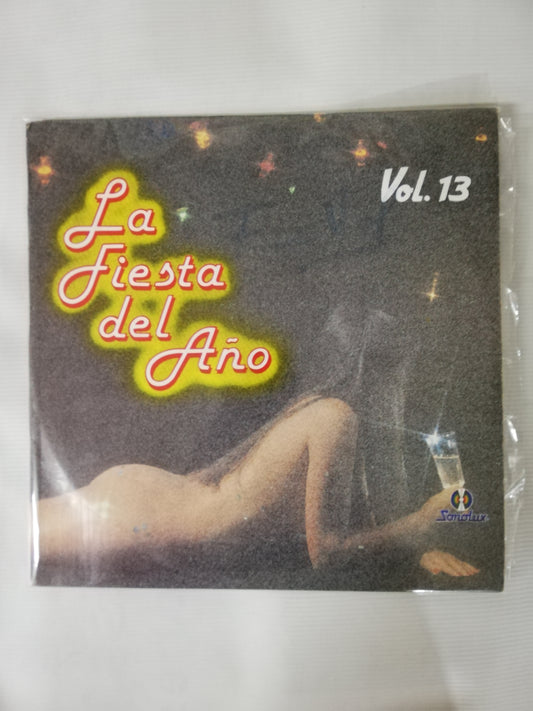 La
Fiesta
del
Año
Vol. 13
Sonolux